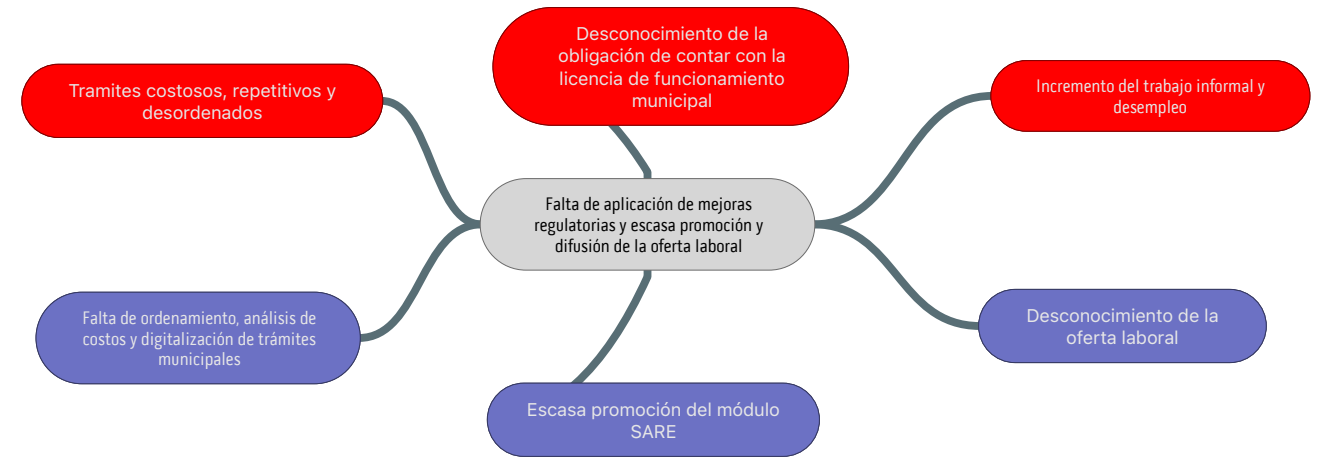 Desconocimiento de la
obligación de contar con la
licencia de funcionamiento
municipal
Tramites costosos, repetitivos y
desordenados
Incremento del trabajo informal y
desempleo
Falta de aplicación de mejoras
regulatorias y escasa promoción y
difusión de la oferta laboral
Falta de ordenamiento, análisis de
costos y digitalización de trámites
municipales
Desconocimiento de la
oferta laboral
Escasa promoción del módulo
SARE